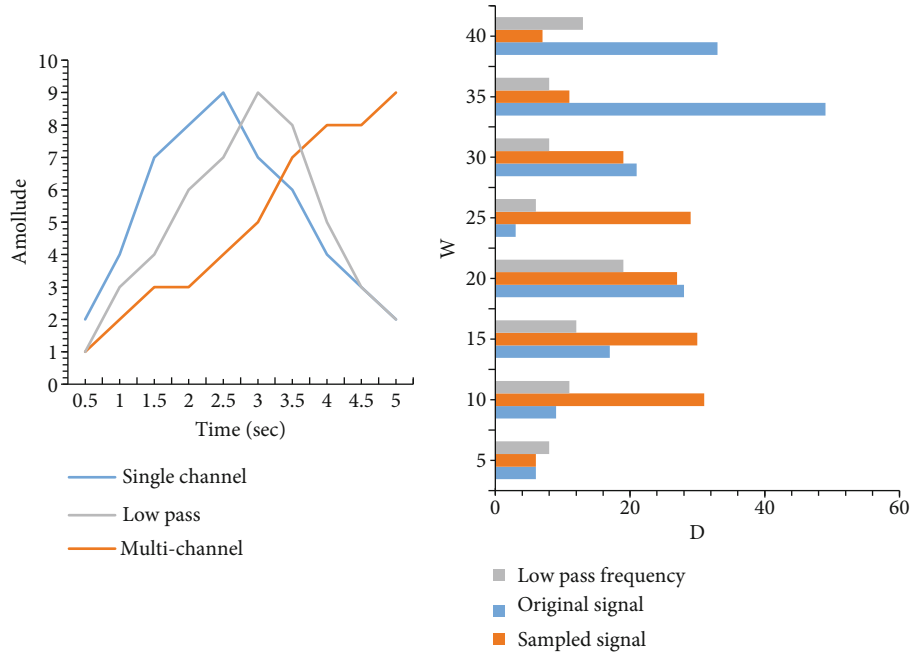 10
9
8
7
6
5
4
3
2
1
0
Amollude
0.5 1 1.5 2 2.5 3 3.5 4 4.5 5
Time (sec)
Single channel
Low pass
Multi-channel
40
35
30
25
20
15
10
5
W
0 20 40 60
D
Low pass frequency
Original signal
Sampled signal